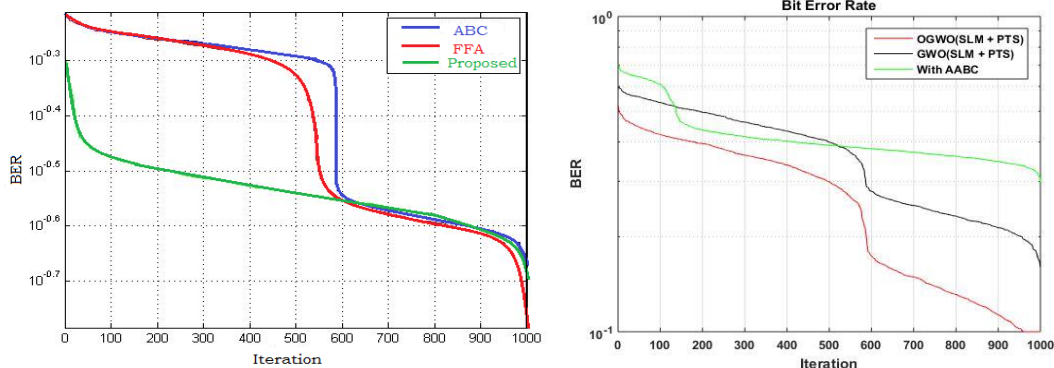 ABC
FFA
Proposed
10^-0.3
10^-0.4
10^-0.5
10^-0.6
10^-0.7
BER
0 100 200 300 400 500 600 700 800 900 1000
Iteration
Bit Error Rate
OGWO(SLM + PTS)
GWO(SLM + PTS)
With AABC
10^0
10^-1
BER
0 100 200 300 400 500 600 700 800 900 1000
Iteration